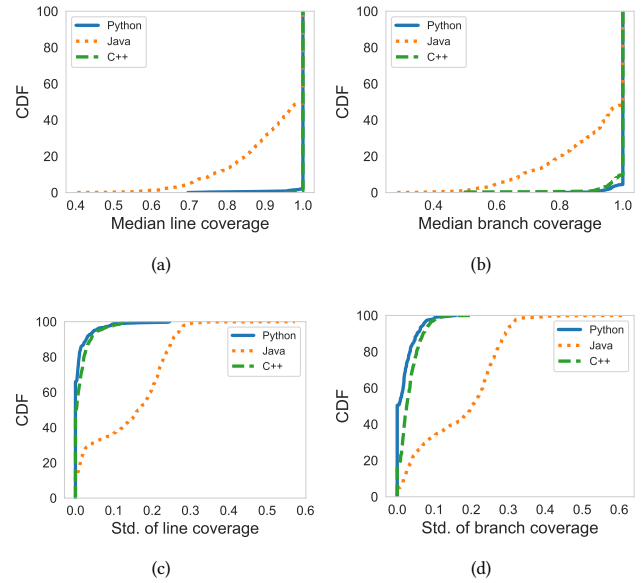 100
80
60
40
20
0
CDF
Python
Java
C++
0.4 0.5 0.6 0.7 0.8 0.9 1.0
Median line coverage
(a)
100
80
60
40
20
0
CDF
Python
Java
C++
0.4 0.6 0.8 1.0
Median branch coverage
(b)
100
80
60
40
20
0
CDF
Python
Java
C++
0.0 0.1 0.2 0.3 0.4 0.5 0.6
Std. of line coverage
(c)
100
80
60
40
20
0
CDF
Python
Java
C++
0.0 0.1 0.2 0.3 0.4 0.5 0.6
Std. of branch coverage
(d)